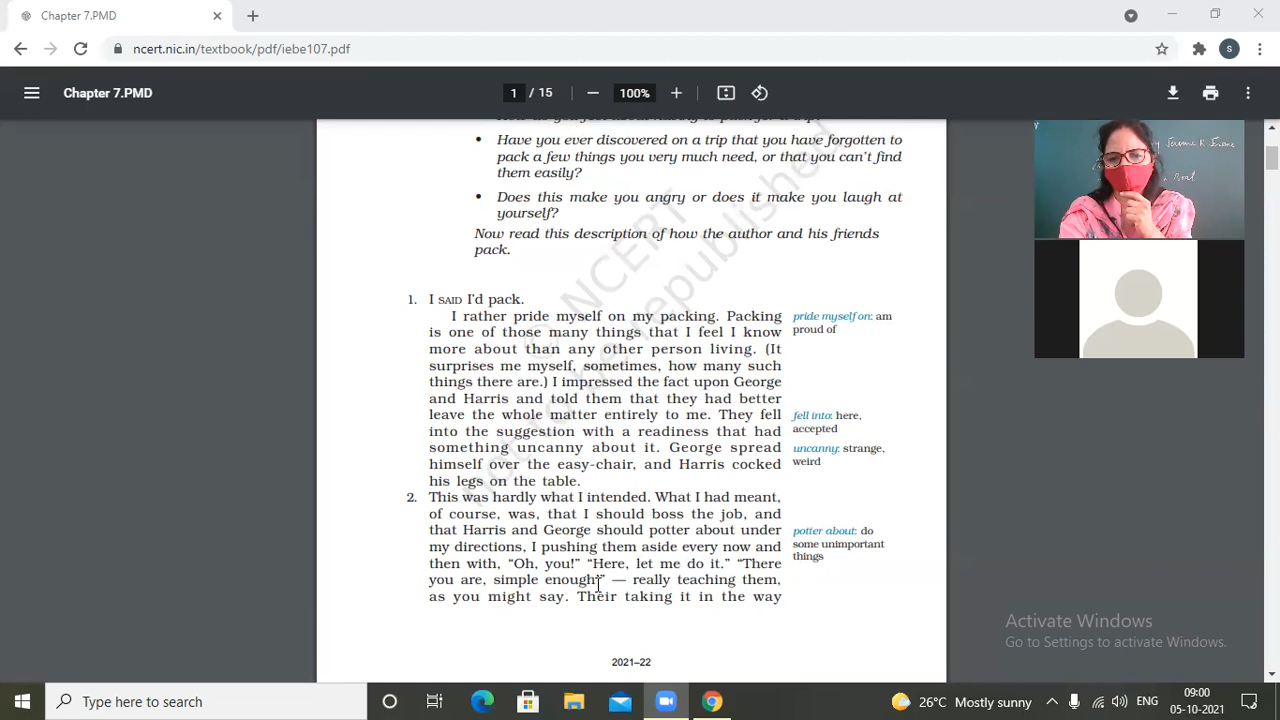 Chapter 7.PMD
ncert.nic.in/textbook/pdf/iebe107.pdf
S
Chapter 7.PMD
1 / 15
100%
• Have you ever discovered on a trip that you have forgotten to
pack a few things you very much need, or that you can't find
them easily?
• Does this make you angry or does it make you laugh at
yourself?
Now read this description of how the author and his friends
pack.
1. I SAID I'd pack.
I rather pride myself on my packing. Packing
is one of those many things that I feel I know
more about than any other person living. (It
surprises me myself, sometimes, how many such
things there are.) I impressed the fact upon George
and Harris and told them that they had better
leave the whole matter entirely to me. They fell
into the suggestion with a readiness that had
something uncanny about it. George spread
himself over the easy-chair, and Harris cocked
his legs on the table.
2. This was hardly what I intended. What I had meant,
of course, was, that I should boss the job, and
that Harris and George should potter about under
my directions, I pushing them aside every now and
then with, “Oh, you!” “Here, let me do it.” “There
you are, simple enough!” — really teaching them,
as you might say. Their taking it in the way
pride myself on: am
proud of
fell into: here,
accepted
uncanny: strange,
weird
potter about: do
some unimportant
things
© NCERT
not to be republished
2021–22
Jerome K Jerome
Activate Windows
Go to Settings to activate Windows.
Type here to search
26°C Mostly sunny
ENG
09:00
05-10-2021